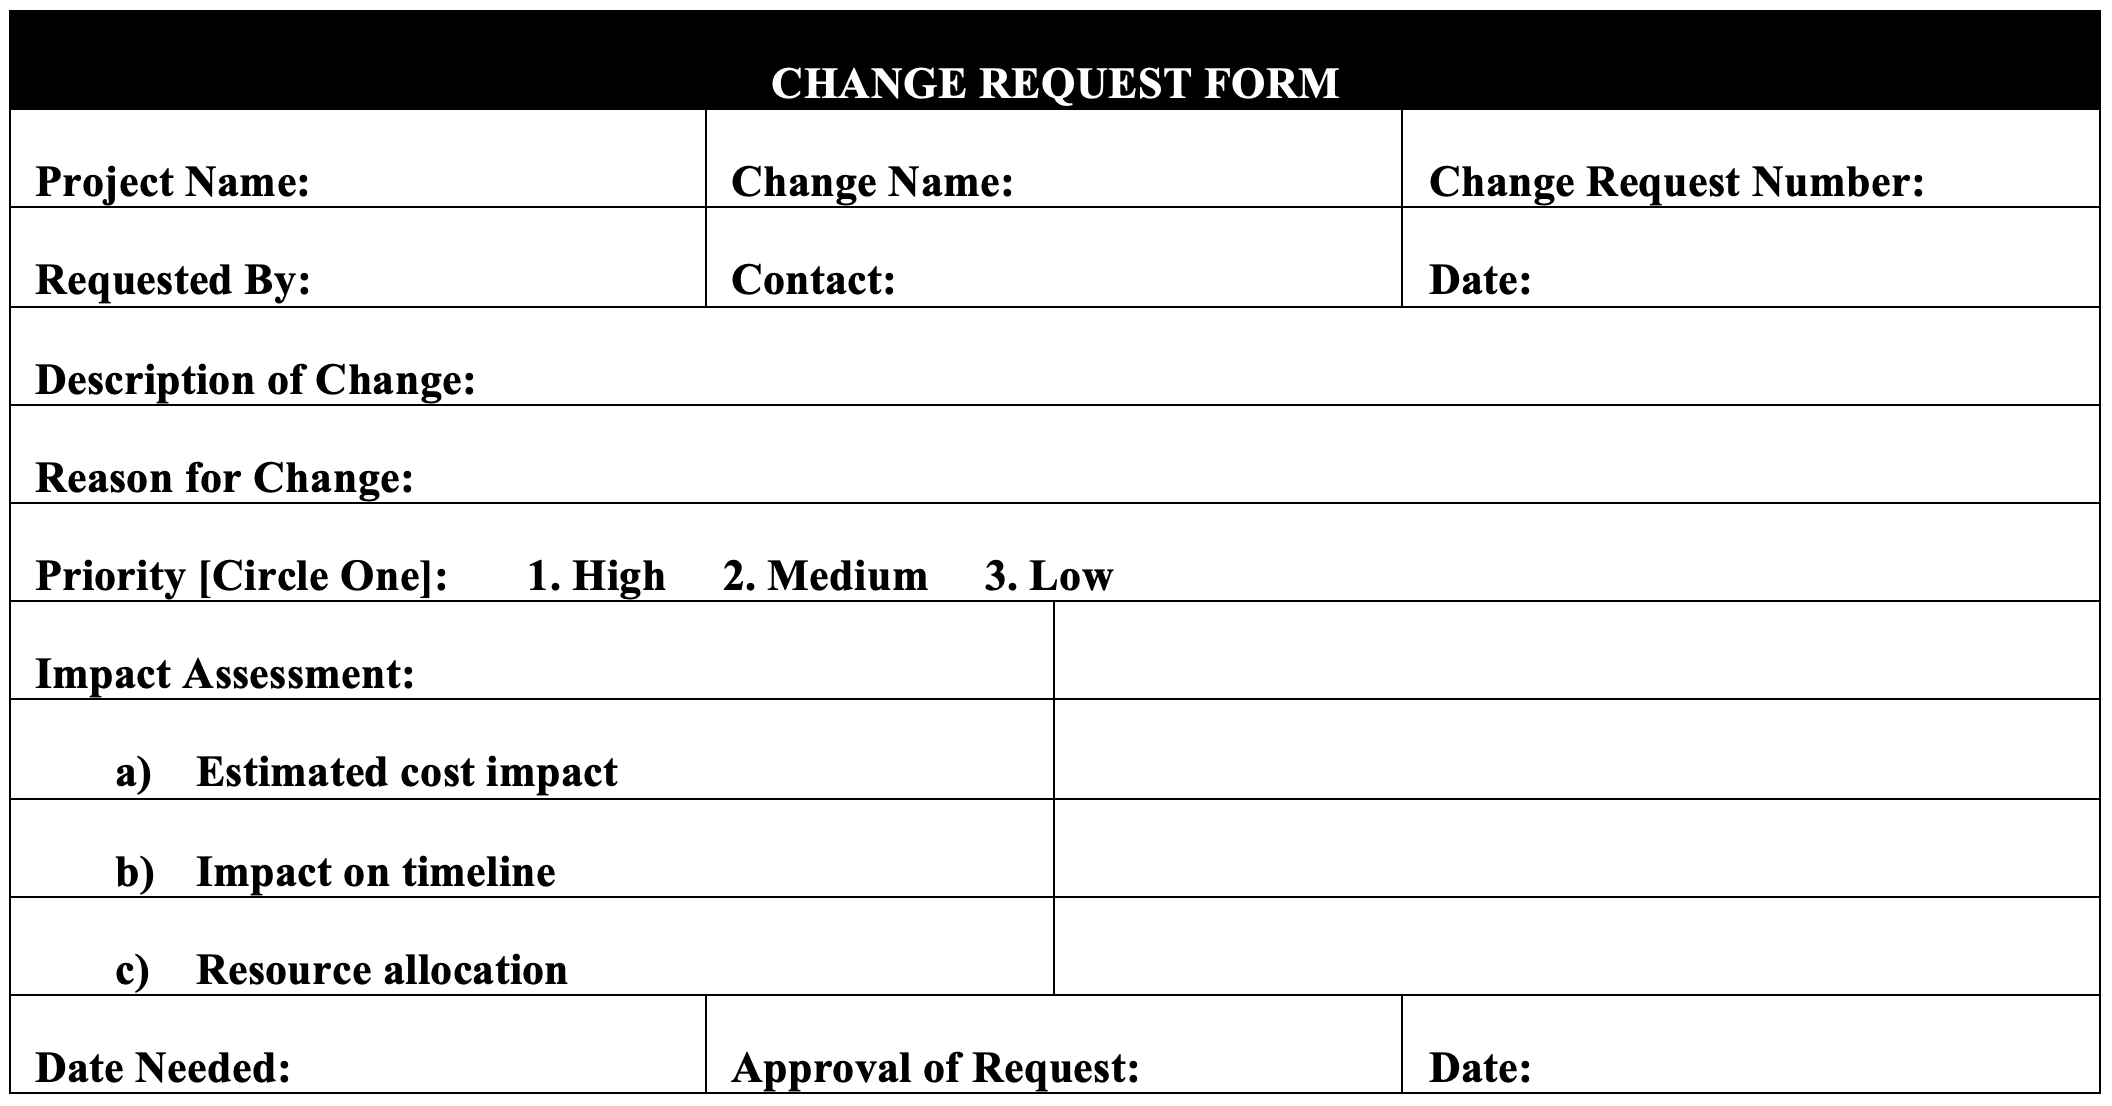 CHANGE REQUEST FORM
Project Name:
Change Name:
Change Request Number:
Requested By:
Contact:
Date:
Description of Change:
Reason for Change:
Priority [Circle One]: 1. High 2. Medium 3. Low
Impact Assessment:
a) Estimated cost impact
b) Impact on timeline
c) Resource allocation
Date Needed:
Approval of Request:
Date: